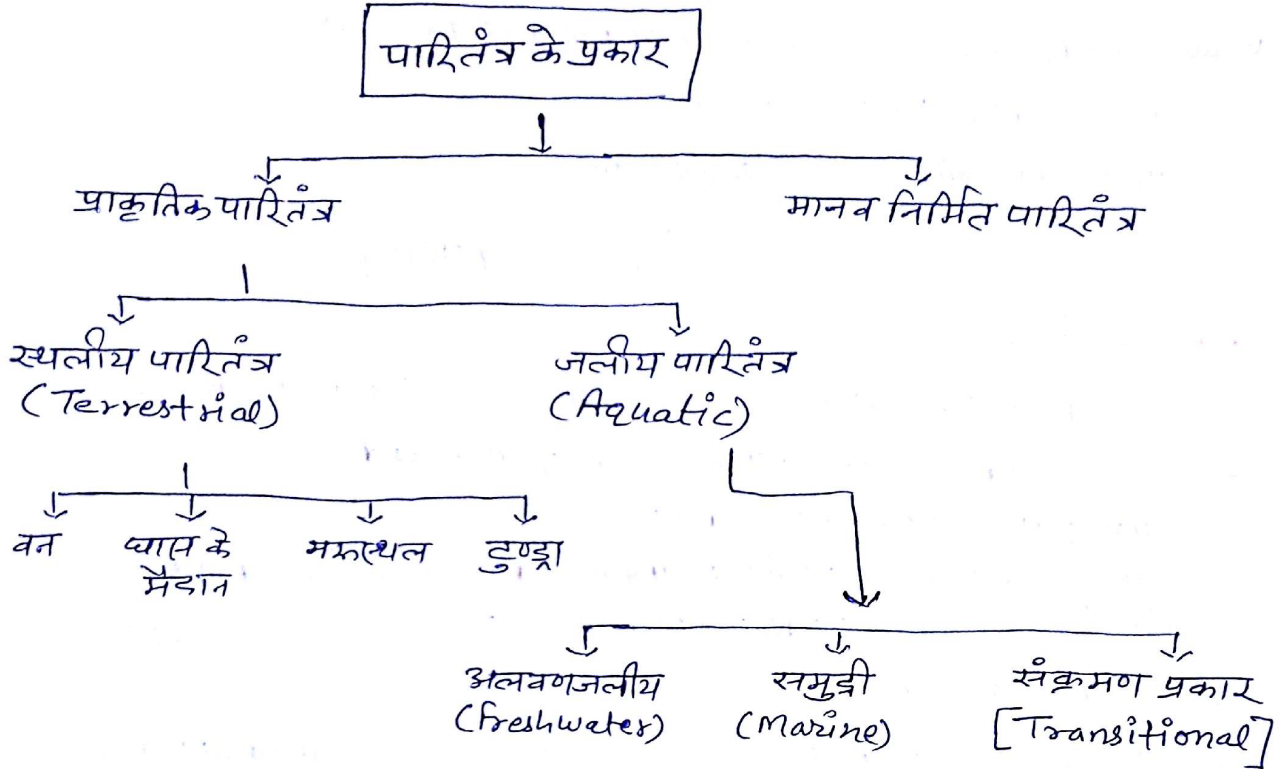 पारितंत्र के प्रकार
प्राकृतिक पारितंत्र
मानव निर्मित पारितंत्र
स्थलीय पारितंत्र
(Terrestrial)
जलीय पारितंत्र
(Aquatic)
वन
घास के
मैदान
मरूस्थल
टुण्ड्रा
अलवणजलीय
(freshwater)
समुद्री
(Marine)
संक्रमण प्रकार
[Transitional]